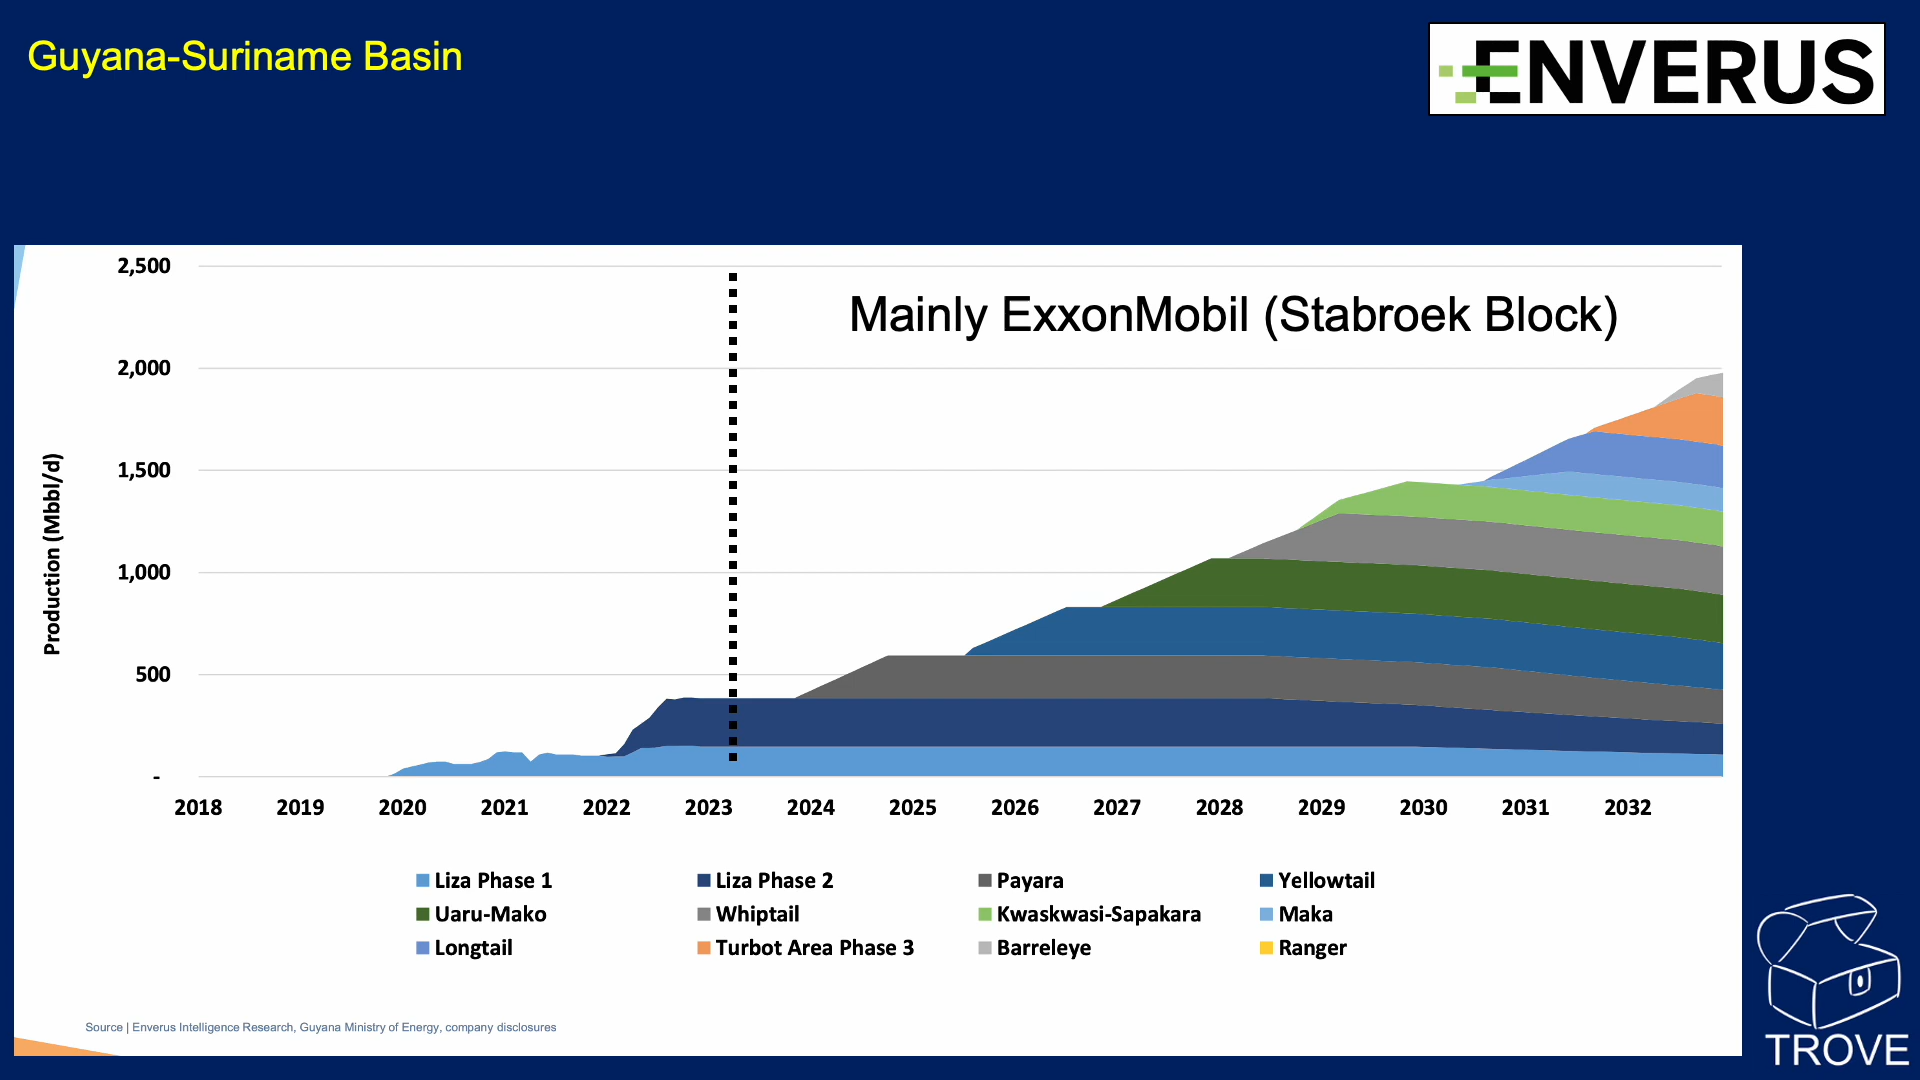 Guyana-Suriname Basin
ENVERUS
Mainly ExxonMobil (Stabroek Block)
Production (Mbbl/d)
2,500
2,000
1,500
1,000
500
-
2018 2019 2020 2021 2022 2023 2024 2025 2026 2027 2028 2029 2030 2031 2032
Liza Phase 1 Liza Phase 2 Payara Yellowtail
Uaru-Mako Whiptail Kwaskwasi-Sapakara Maka
Longtail Turbot Area Phase 3 Barreleye Ranger
Source | Enverus Intelligence Research, Guyana Ministry of Energy, company disclosures
TROVE